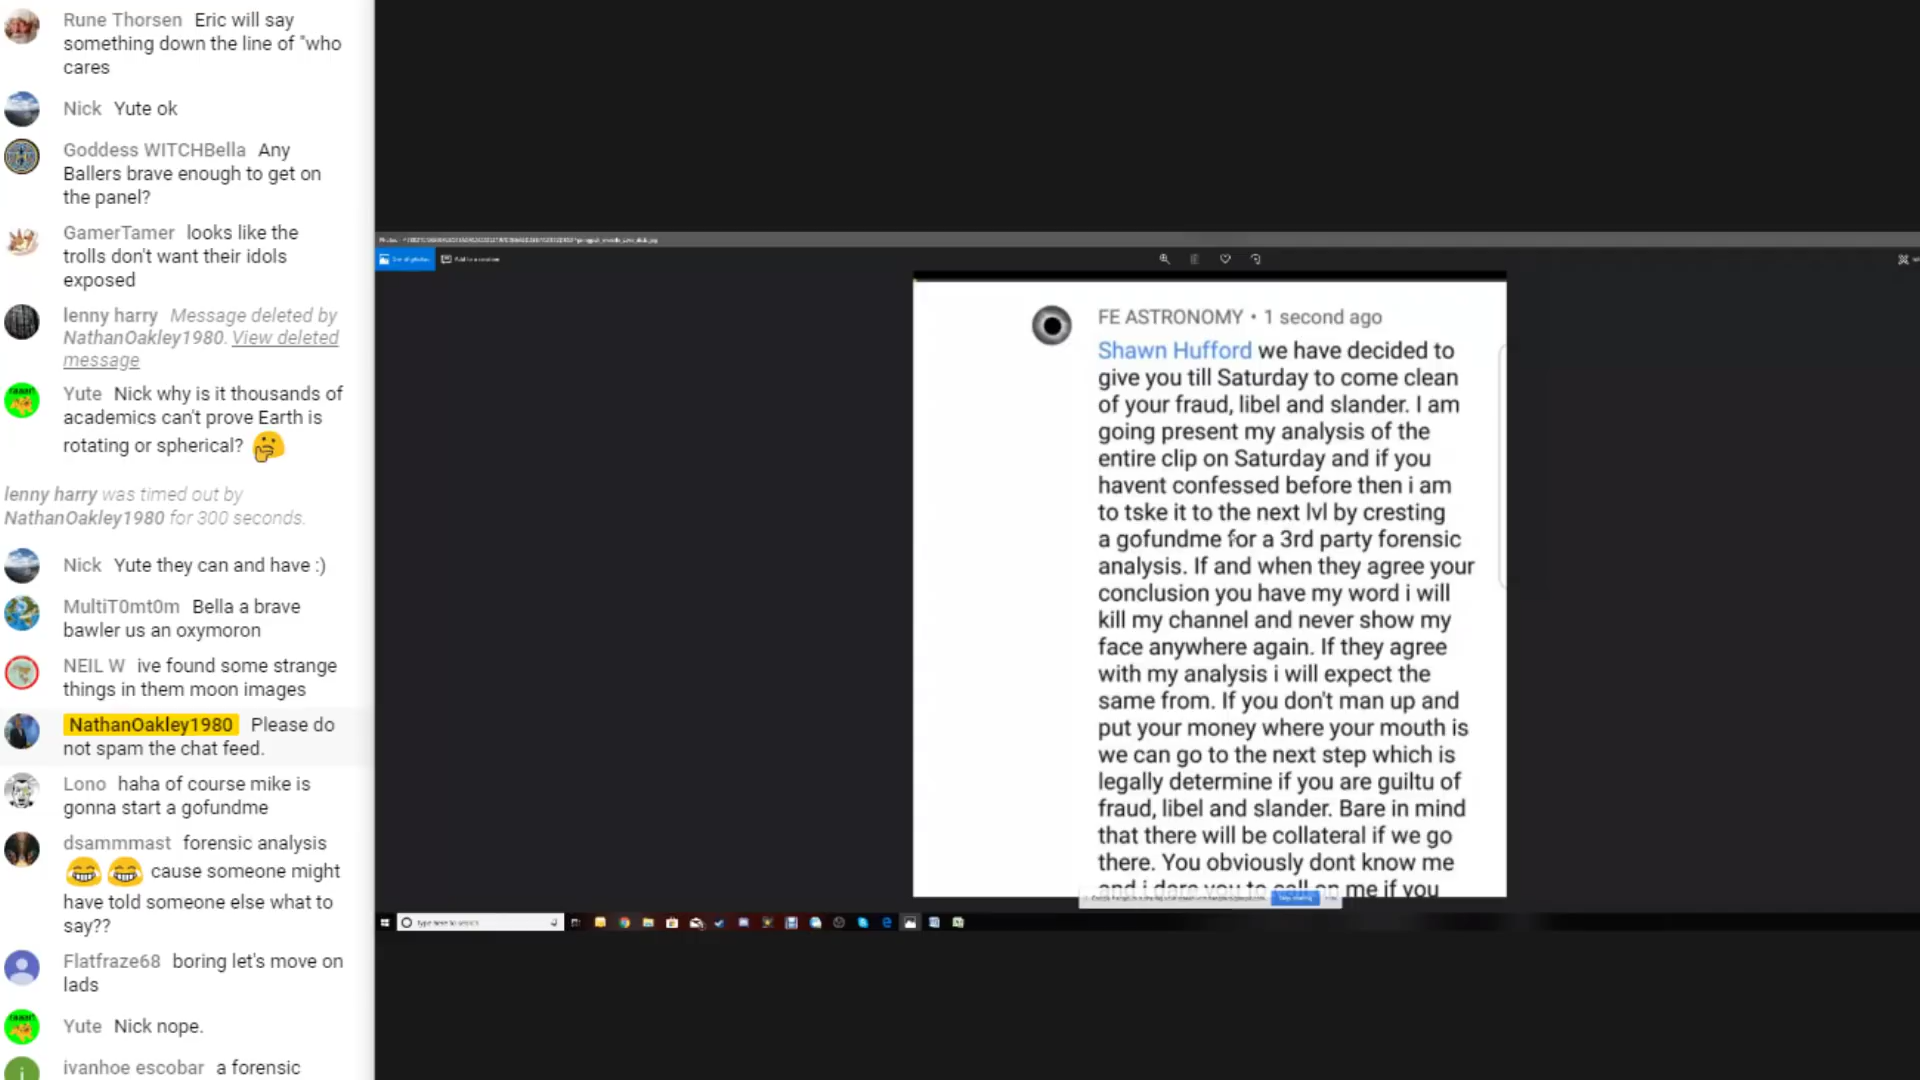 Rune Thorsen Eric will say
something down the line of "who
cares
Nick Yute ok
Goddess WITCHBella Any
Ballers brave enough to get on
the panel?
GamerTamer looks like the
trolls don't want their idols
exposed
lenny harry Message deleted by
NathanOakley1980. View deleted
message
Yute Nick why is it thousands of
academics can't prove Earth is
rotating or spherical?
lenny harry was timed out by
NathanOakley1980 for 300 seconds.
Nick Yute they can and have :)
MultiT0mt0m Bella a brave
bawler us an oxymoron
NEIL W ive found some strange
things in them moon images
NathanOakley1980 Please do
not spam the chat feed.
Lono haha of course mike is
gonna start a gofundme
dsammmast forensic analysis
cause someone might
have told someone else what to
say??
Flatfraze68 boring let's move on
lads
Yute Nick nope.
ivanhoe escobar a forensic
See all photos
Add to a creation
FE ASTRONOMY • 1 second ago
Shawn Hufford we have decided to
give you till Saturday to come clean
of your fraud, libel and slander. I am
going present my analysis of the
entire clip on Saturday and if you
havent confessed before then i am
to tske it to the next lvl by cresting
a gofundme for a 3rd party forensic
analysis. If and when they agree your
conclusion you have my word i will
kill my channel and never show my
face anywhere again. If they agree
with my analysis i will expect the
same from. If you don't man up and
put your money where your mouth is
we can go to the next step which is
legally determine if you are guiltu of
fraud, libel and slander. Bare in mind
that there will be collateral if we go
there. You obviously dont know me
and i dare you to call on me if you
Stop sharing
Type here to search